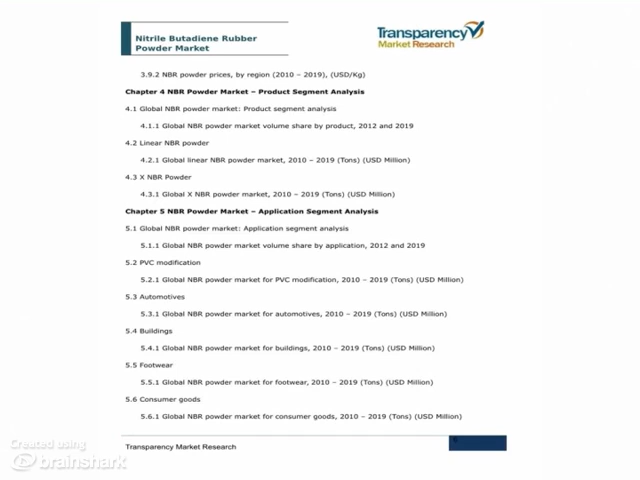 Nitrile Butadiene Rubber
Powder Market
Transparency
Market Research
3.9.2 NBR powder prices, by region (2010 – 2019), (USD/Kg)
Chapter 4 NBR Powder Market – Product Segment Analysis
4.1 Global NBR powder market: Product segment analysis
4.1.1 Global NBR powder market volume share by product, 2012 and 2019
4.2 Linear NBR powder
4.2.1 Global linear NBR powder market, 2010 – 2019 (Tons) (USD Million)
4.3 X NBR Powder
4.3.1 Global X NBR powder market, 2010 – 2019 (Tons) (USD Million)
Chapter 5 NBR Powder Market – Application Segment Analysis
5.1 Global NBR powder market: Application segment analysis
5.1.1 Global NBR powder market volume share by application, 2012 and 2019
5.2 PVC modification
5.2.1 Global NBR powder market for PVC modification, 2010 – 2019 (Tons) (USD Million)
5.3 Automotives
5.3.1 Global NBR powder market for automotives, 2010 – 2019 (Tons) (USD Million)
5.4 Buildings
5.4.1 Global NBR powder market for buildings, 2010 – 2019 (Tons) (USD Million)
5.5 Footwear
5.5.1 Global NBR powder market for footwear, 2010 – 2019 (Tons) (USD Million)
5.6 Consumer goods
5.6.1 Global NBR powder market for consumer goods, 2010 – 2019 (Tons) (USD Million)
Transparency Market Research
Created using
brainshark